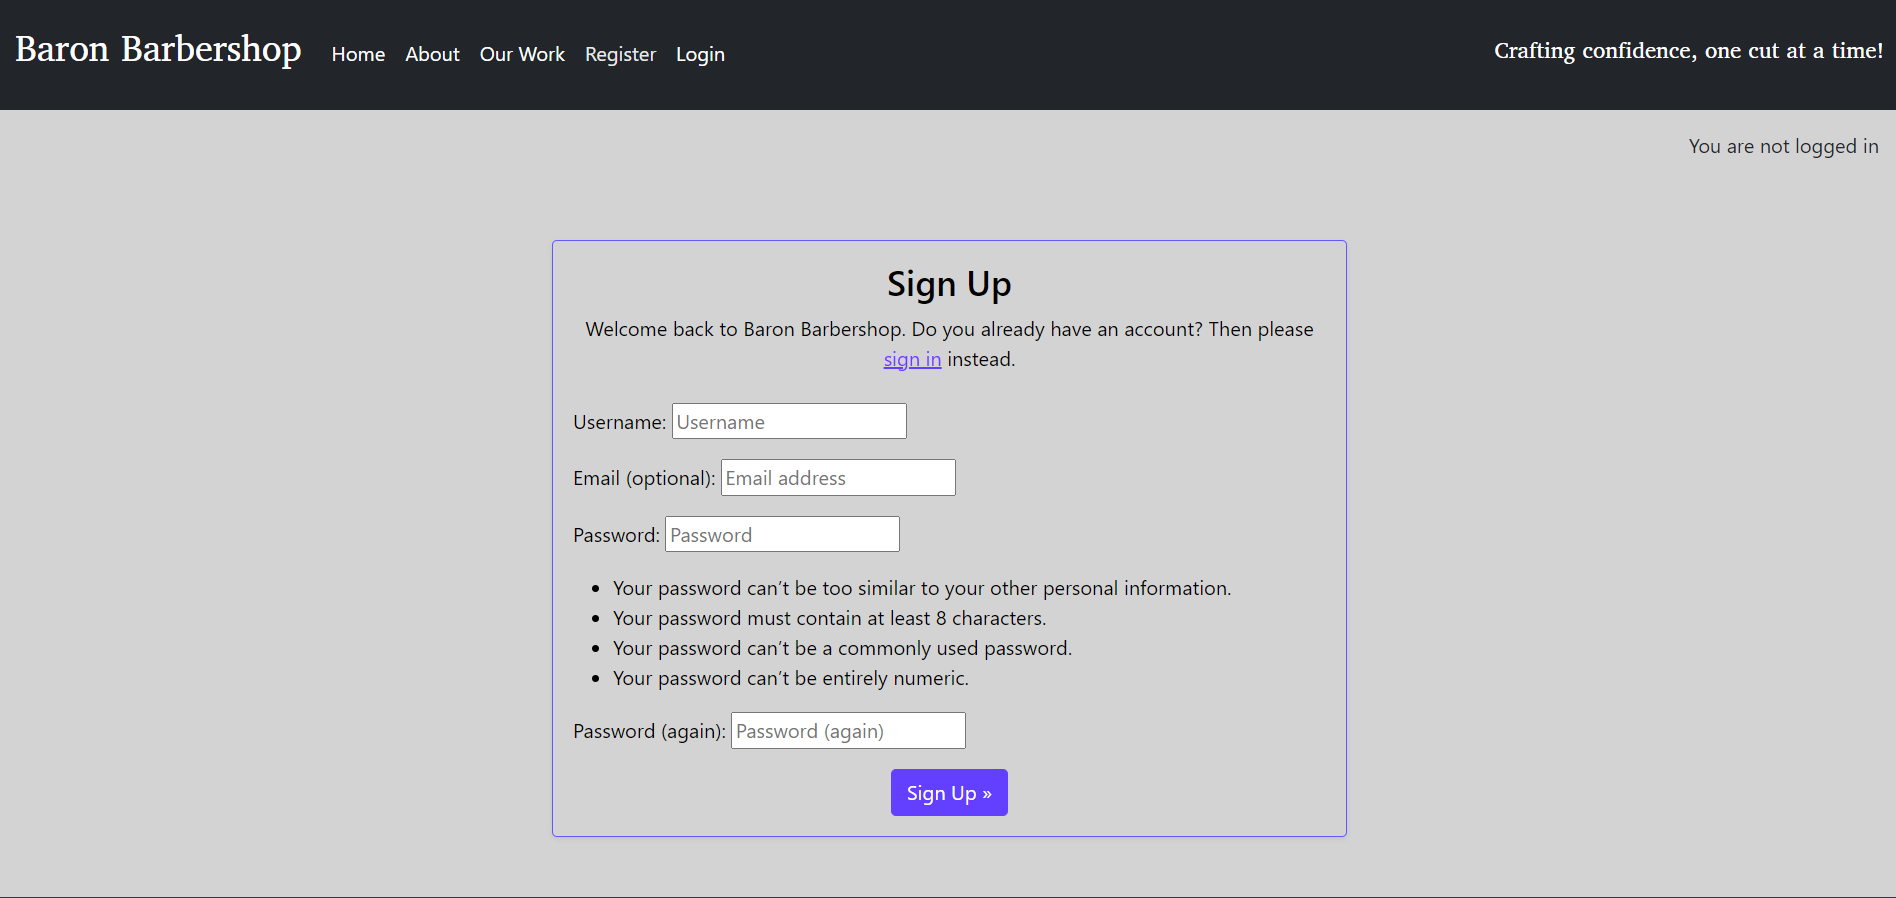 Baron Barbershop Home About Our Work Register Login Crafting confidence, one cut at a time!
You are not logged in
Sign Up
Welcome back to Baron Barbershop. Do you already have an account? Then please
sign in instead.
Username: Username
Email (optional): Email address
Password: Password
• Your password can’t be too similar to your other personal information.
• Your password must contain at least 8 characters.
• Your password can’t be a commonly used password.
• Your password can’t be entirely numeric.
Password (again): Password (again)
Sign Up »